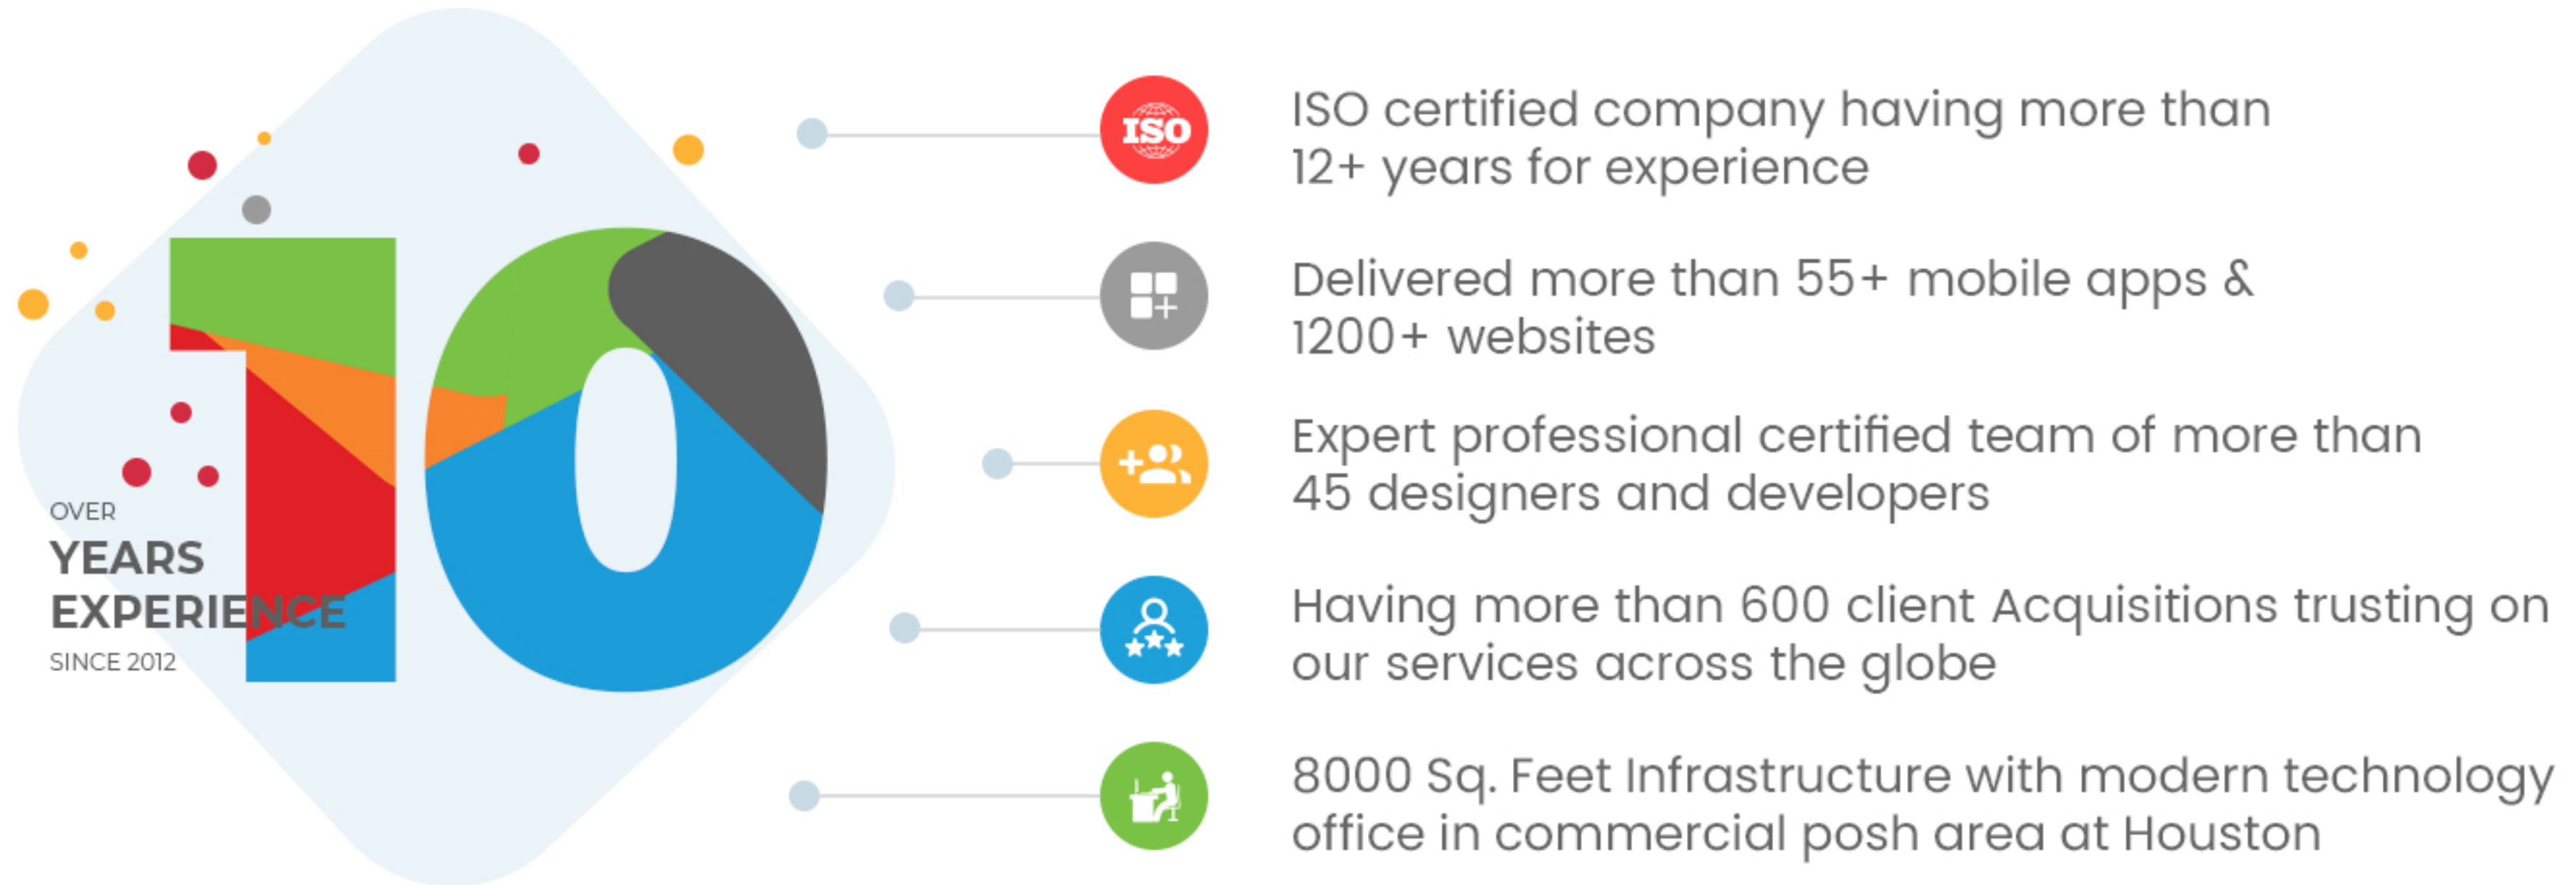 10
OVER
YEARS
EXPERIENCE
SINCE 2012
ISO
ISO certified company having more than
12+ years for experience
Delivered more than 55+ mobile apps &
1200+ websites
Expert professional certified team of more than
45 designers and developers
Having more than 600 client Acquisitions trusting on
our services across the globe
8000 Sq. Feet Infrastructure with modern technology
office in commercial posh area at Houston